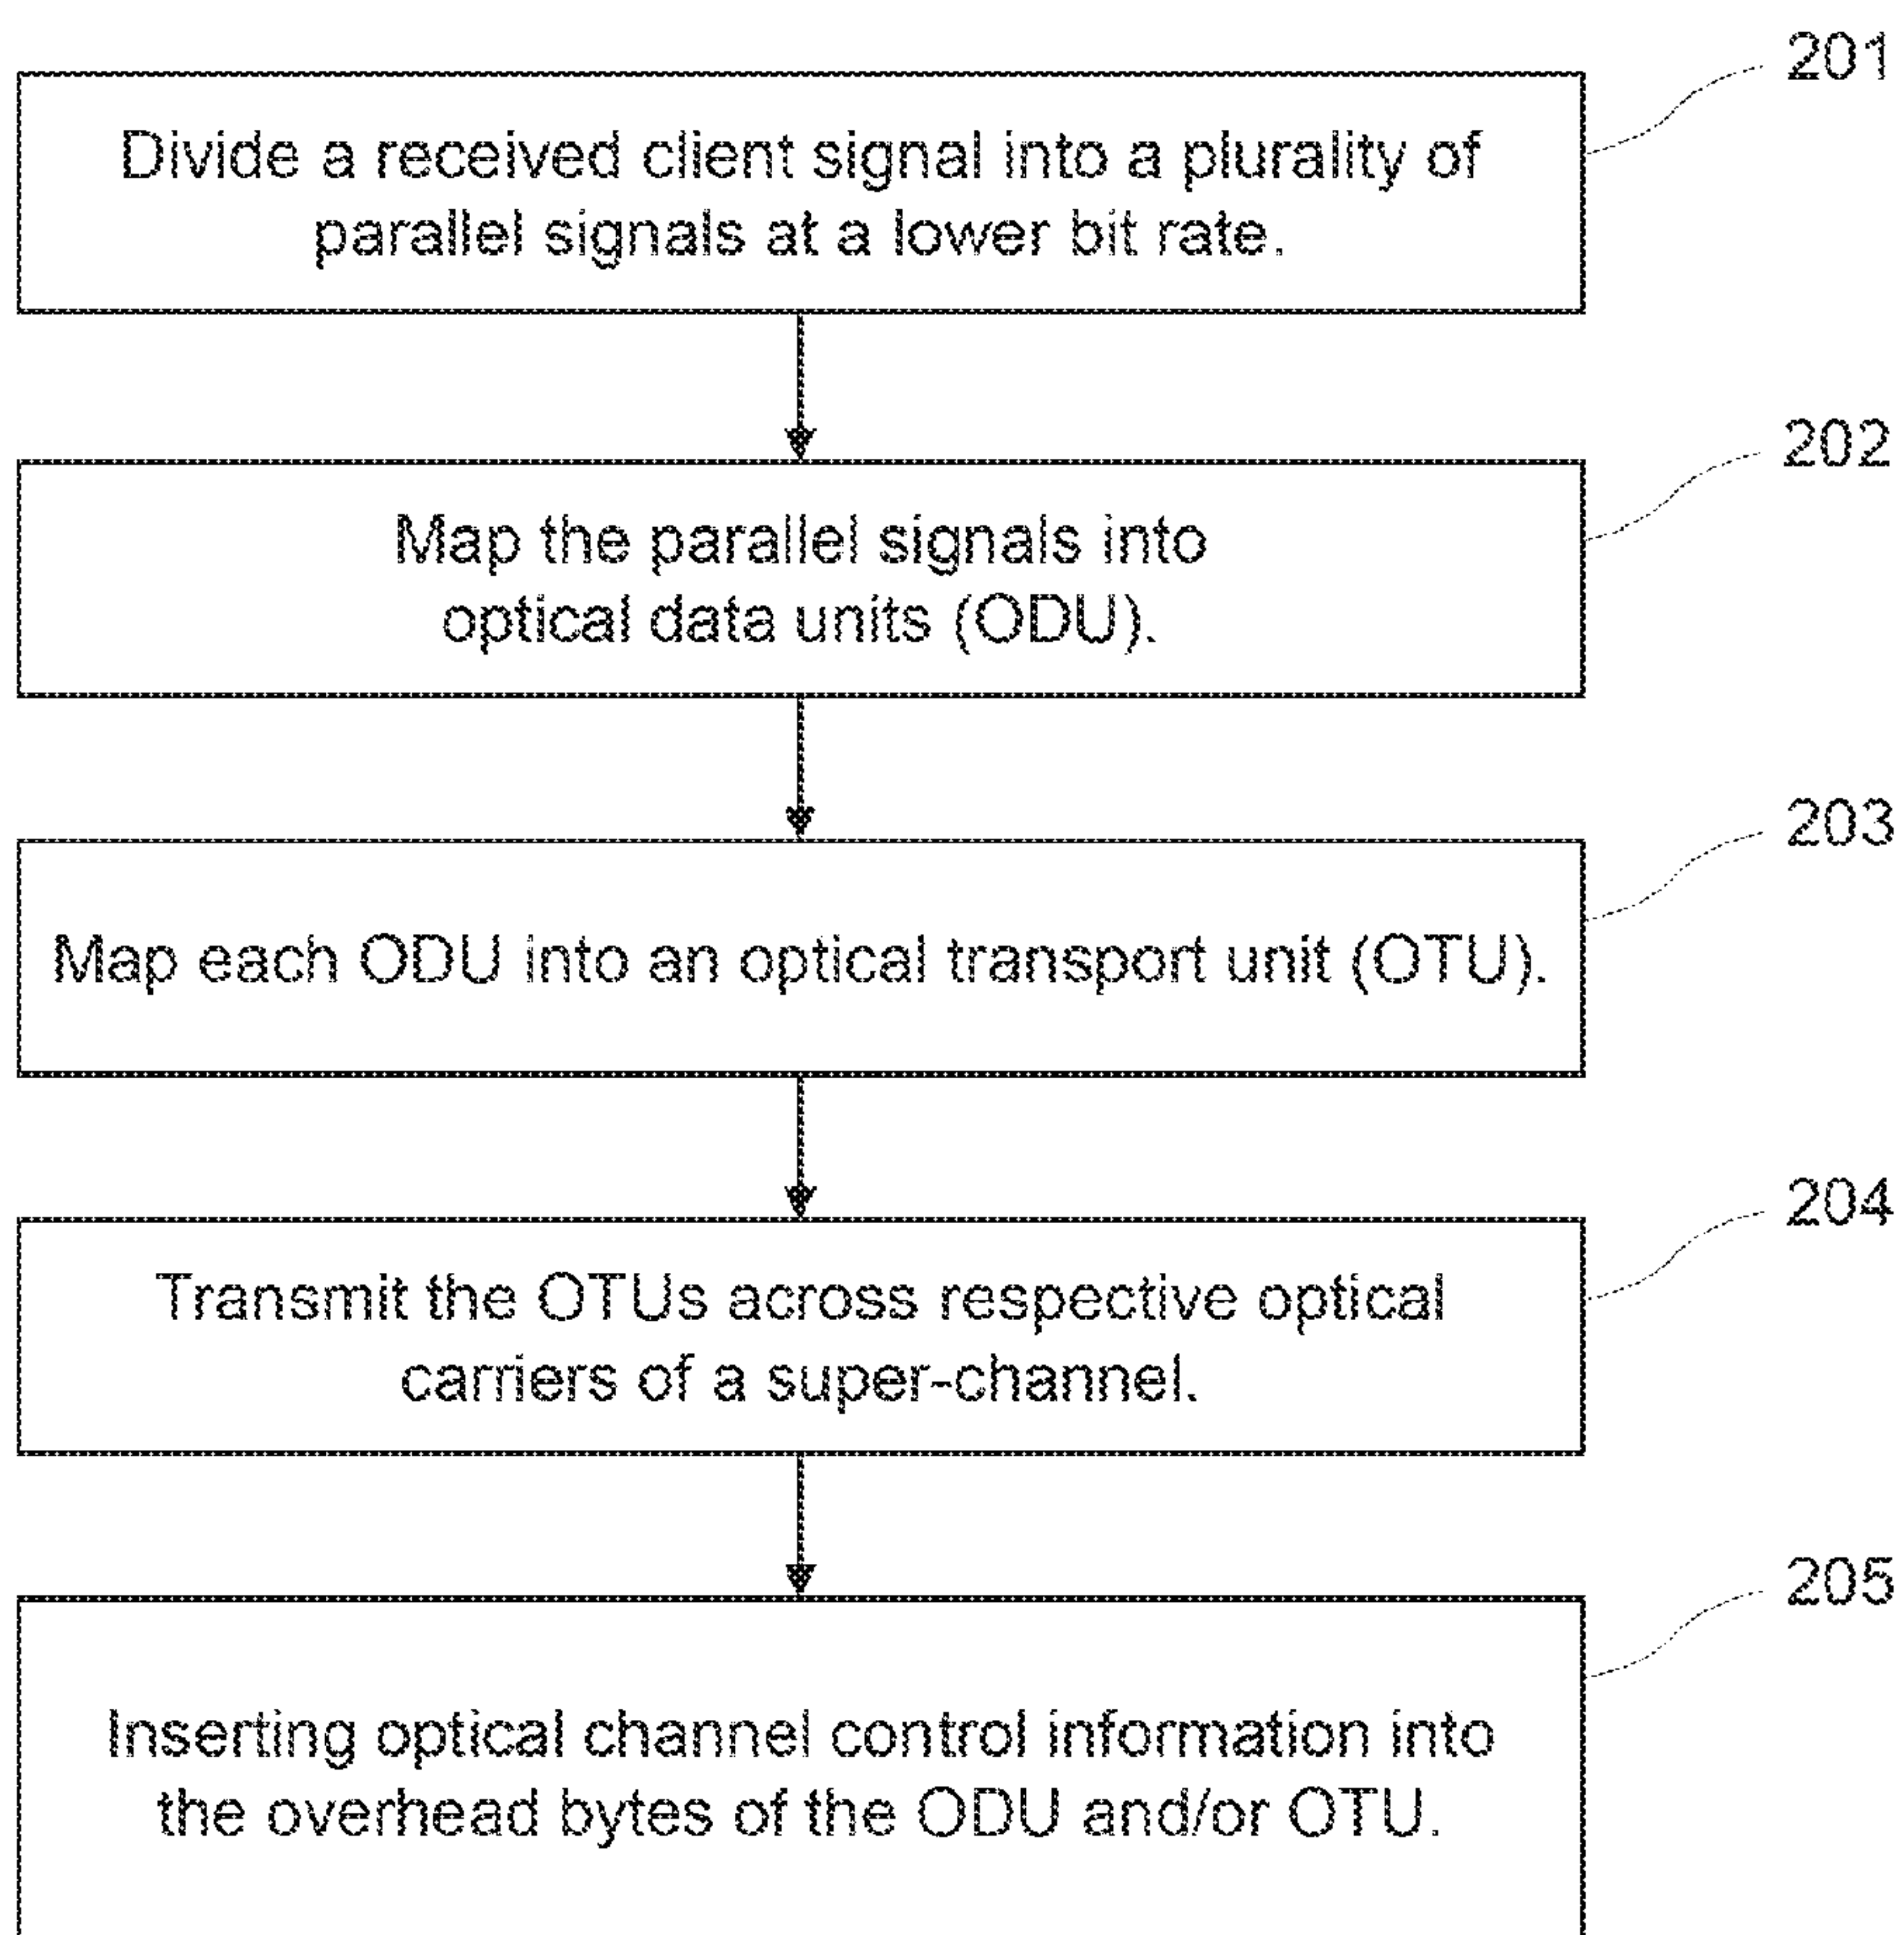 201
Divide a received client signal into a plurality of
parallel signals at a lower bit rate.
202
Map the parallel signals into
optical data units (ODU).
203
Map each ODU into an optical transport unit (OTU).
204
Transmit the OTUs across respective optical
carriers of a super-channel.
205
Inserting optical channel control information into
the overhead bytes of the ODU and/or OTU.